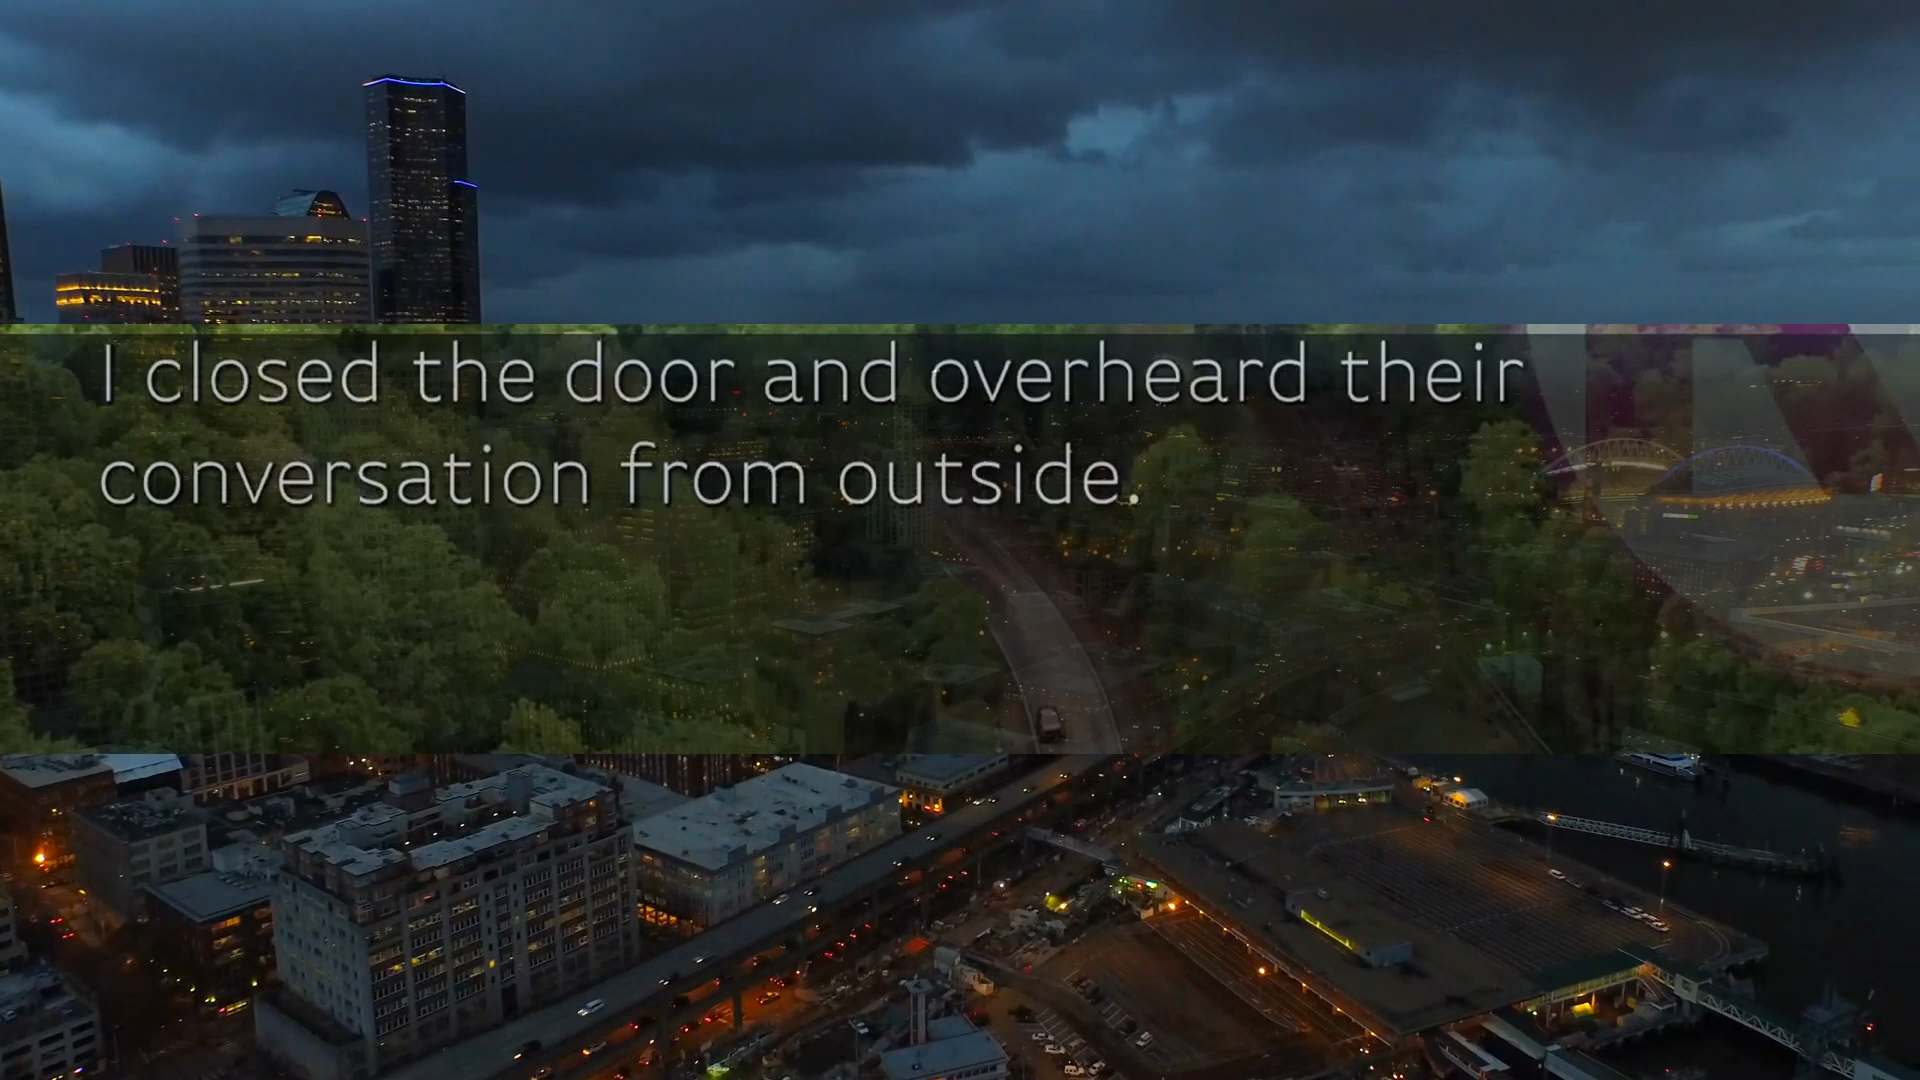 I closed the door and overheard their
conversation from outside.